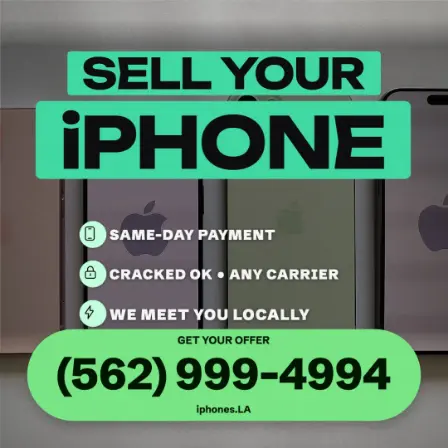 SELL YOUR
iPHONE
SAME-DAY PAYMENT
CRACKED OK • ANY CARRIER
WE MEET YOU LOCALLY
GET YOUR OFFER
(562) 999-4994
iphones.LA